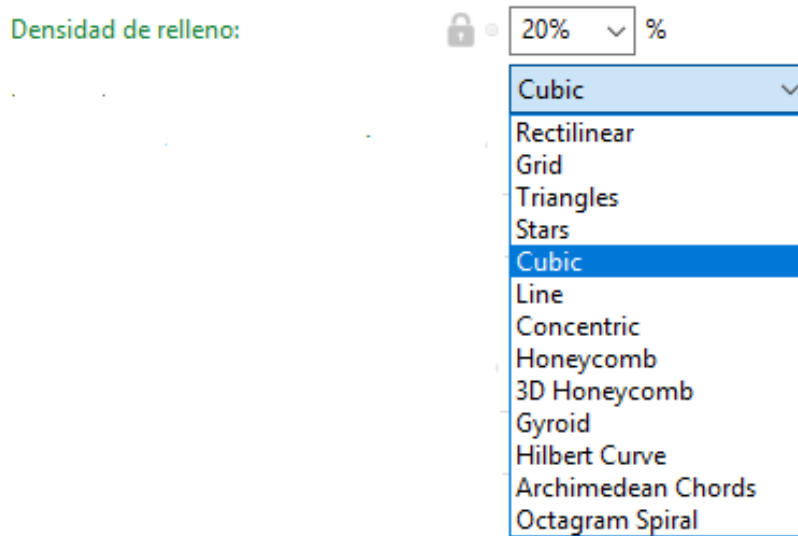 Densidad de relleno: 20% %
Cubic
Rectilinear
Grid
Triangles
Stars
Cubic
Line
Concentric
Honeycomb
3D Honeycomb
Gyroid
Hilbert Curve
Archimedean Chords
Octagram Spiral